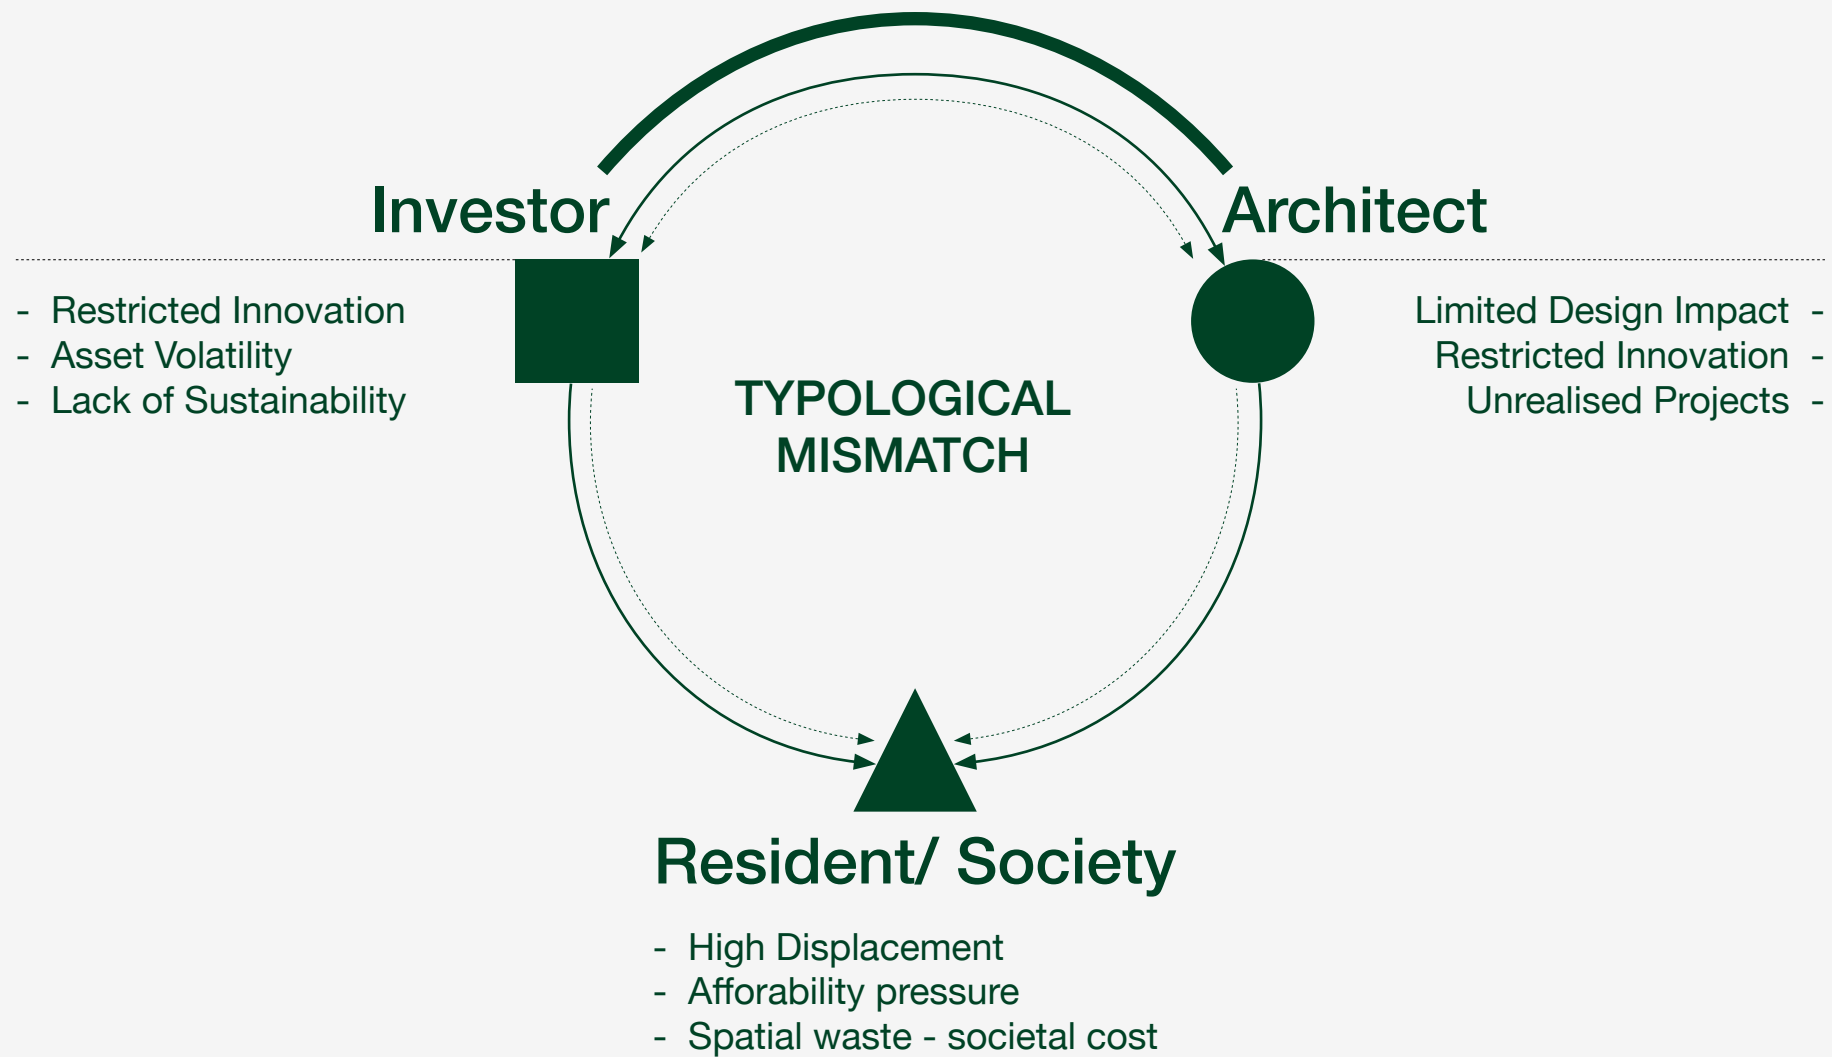 Investor
- Restricted Innovation
- Asset Volatility
- Lack of Sustainability
Architect
Limited Design Impact -
Restricted Innovation -
Unrealised Projects -
TYPOLOGICAL
MISMATCH
Resident/ Society
- High Displacement
- Afforability pressure
- Spatial waste - societal cost